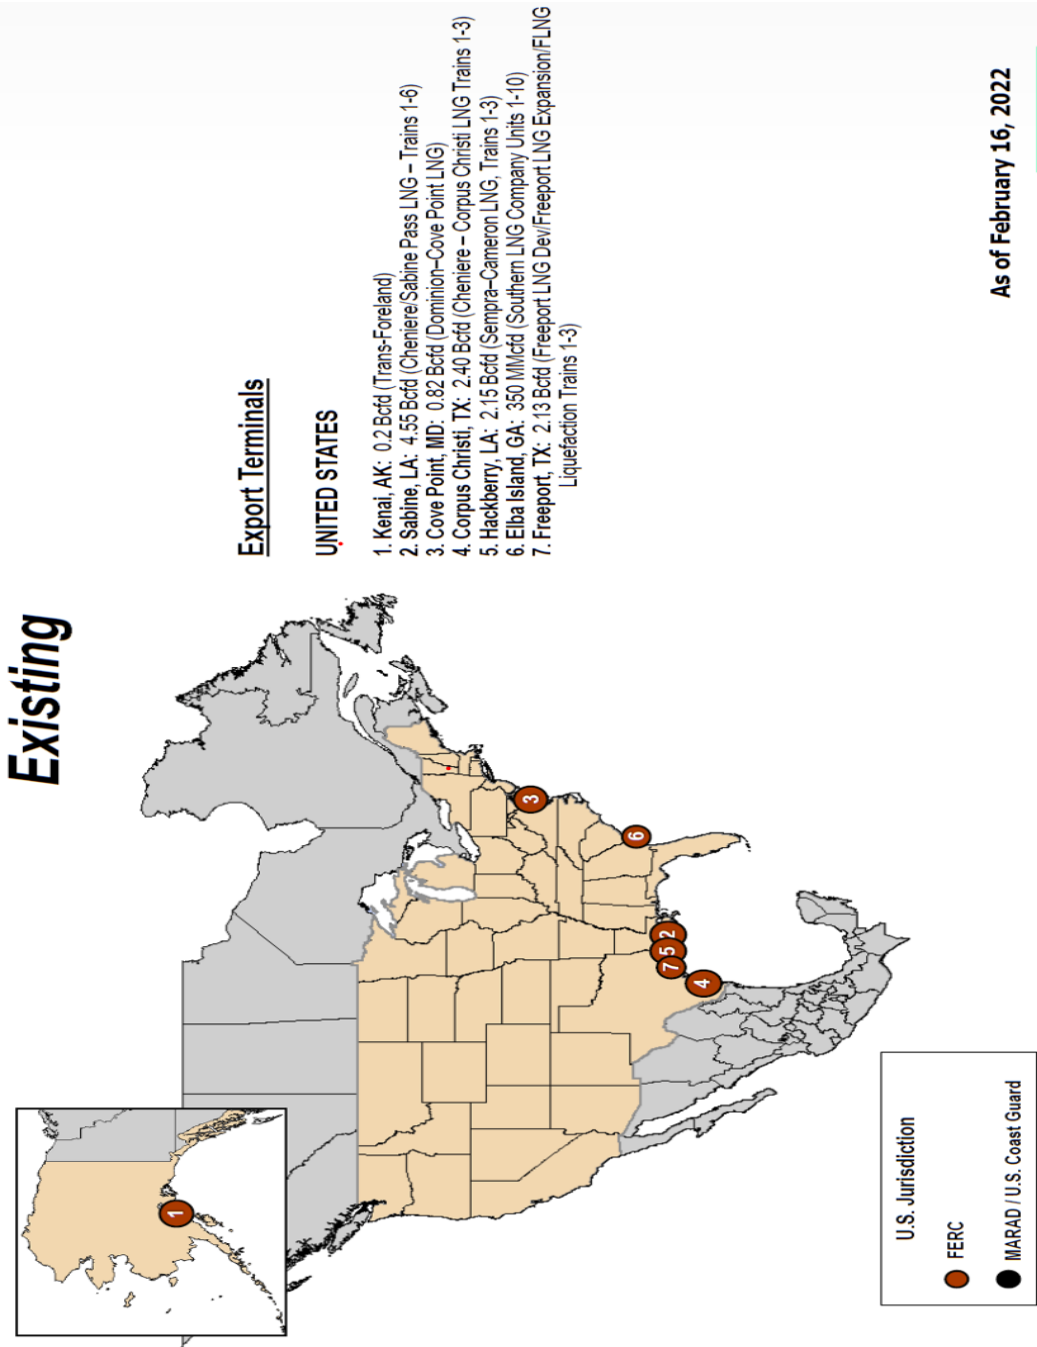 Existing
Export Terminals
UNITED STATES
1. Kenai, AK: 0.2 Bcfd (Trans-Foreland)
2. Sabine, LA: 4.55 Bcfd (Cheniere/Sabine Pass LNG – Trains 1-6)
3. Cove Point, MD: 0.82 Bcfd (Dominion–Cove Point LNG)
4. Corpus Christi, TX: 2.40 Bcfd (Cheniere – Corpus Christi LNG Trains 1-3)
5. Hackberry, LA: 2.15 Bcfd (Sempra–Cameron LNG, Trains 1-3)
6. Elba Island, GA: 350 MMcfd (Southern LNG Company Units 1-10)
7. Freeport, TX: 2.13 Bcfd (Freeport LNG Dev/Freeport LNG Expansion/FLNG
Liquefaction Trains 1-3)
1
3
6
2
5
7
4
U.S. Jurisdiction
FERC
MARAD / U.S. Coast Guard
As of February 16, 2022